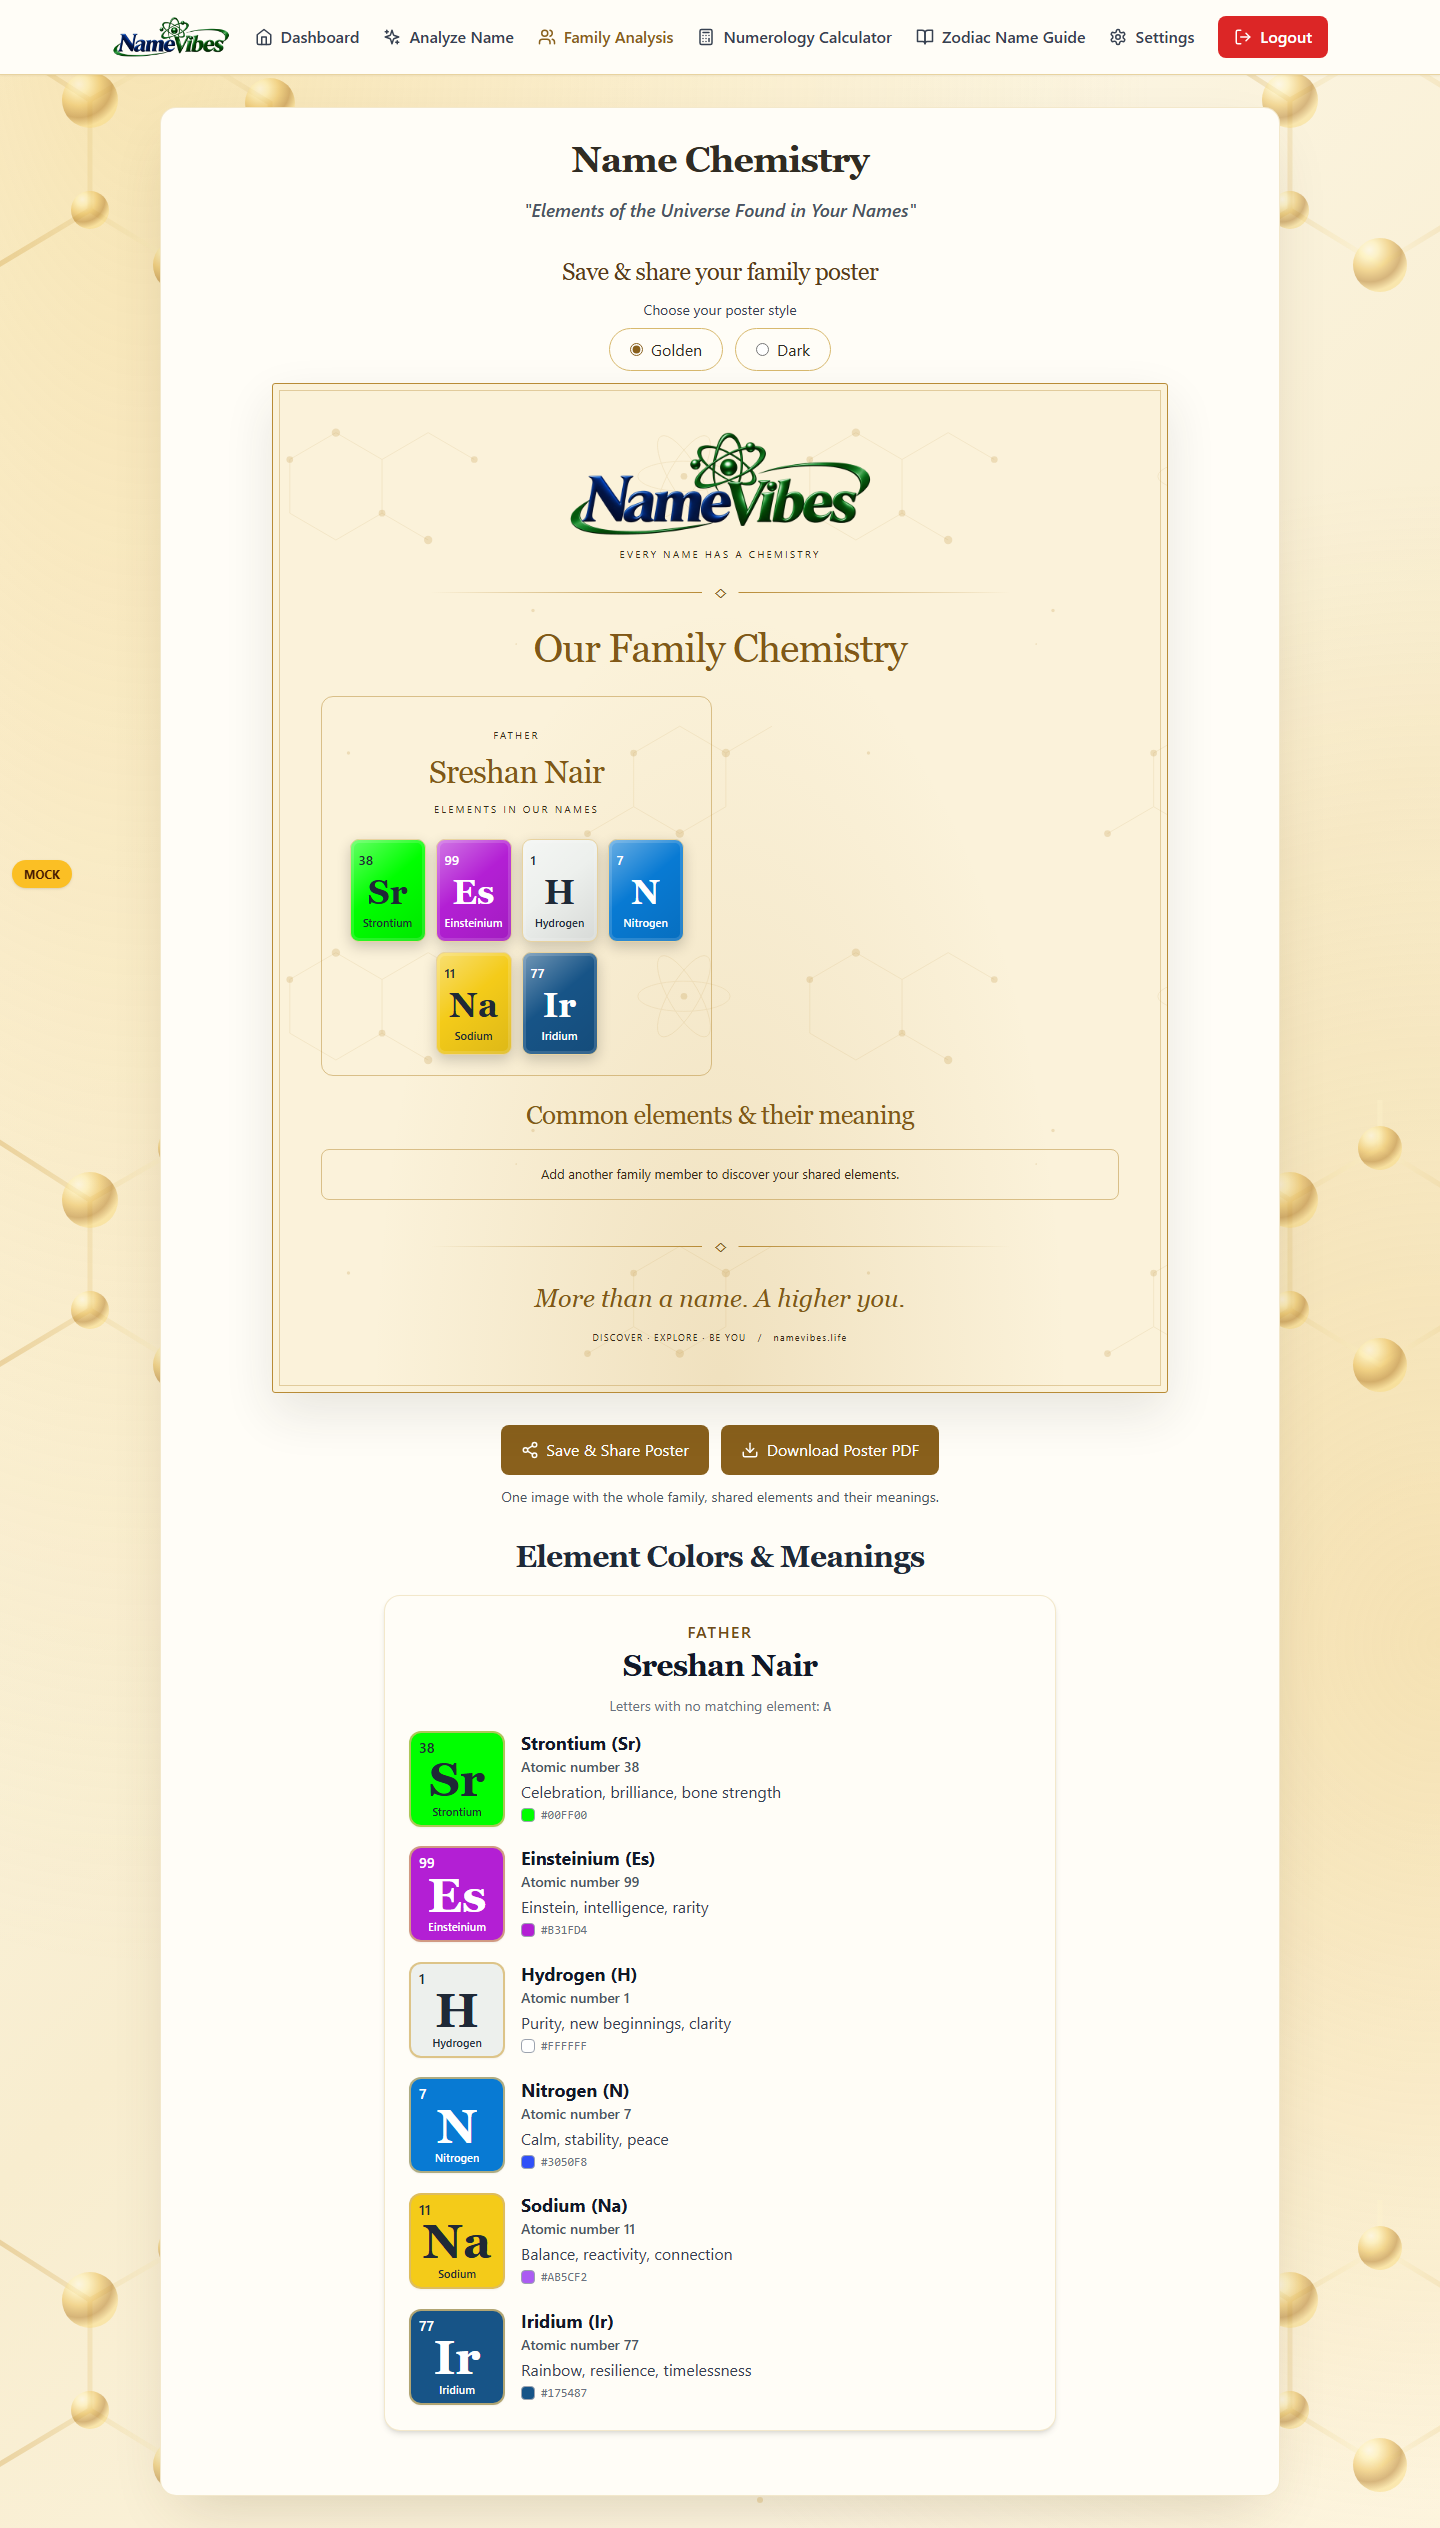 NameVibes
Dashboard
Analyze Name
Family Analysis
Numerology Calculator
Zodiac Name Guide
Settings
Logout
Name Chemistry
"Elements of the Universe Found in Your Names"
Save & share your family poster
Choose your poster style
Golden
Dark
NameVibes
EVERY NAME HAS A CHEMISTRY
Our Family Chemistry
FATHER
Sreshan Nair
ELEMENTS IN OUR NAMES
38
Sr
Strontium
99
Es
Einsteinium
1
H
Hydrogen
7
N
Nitrogen
11
Na
Sodium
77
Ir
Iridium
MOCK
Common elements & their meaning
Add another family member to discover your shared elements.
More than a name. A higher you.
DISCOVER · EXPLORE · BE YOU / namevibes.life
Save & Share Poster
Download Poster PDF
One image with the whole family, shared elements and their meanings.
Element Colors & Meanings
FATHER
Sreshan Nair
Letters with no matching element: A
38
Sr
Strontium
Strontium (Sr)
Atomic number 38
Celebration, brilliance, bone strength
#00FF00
99
Es
Einsteinium
Einsteinium (Es)
Atomic number 99
Einstein, intelligence, rarity
#B31FD4
1
H
Hydrogen
Hydrogen (H)
Atomic number 1
Purity, new beginnings, clarity
#FFFFFF
7
N
Nitrogen
Nitrogen (N)
Atomic number 7
Calm, stability, peace
#3050F8
11
Na
Sodium
Sodium (Na)
Atomic number 11
Balance, reactivity, connection
#AB5CF2
77
Ir
Iridium
Iridium (Ir)
Atomic number 77
Rainbow, resilience, timelessness
#175487